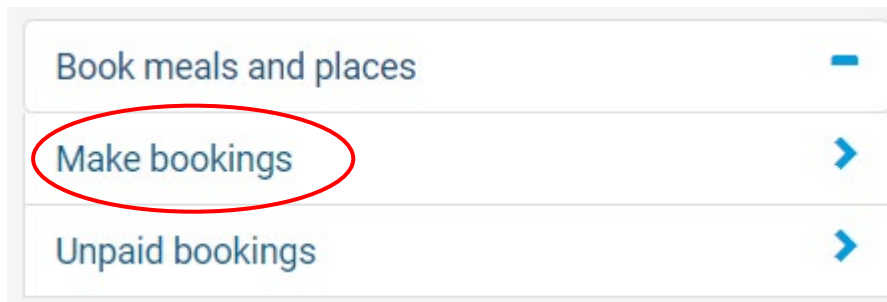 Book meals and places
Make bookings
Unpaid bookings